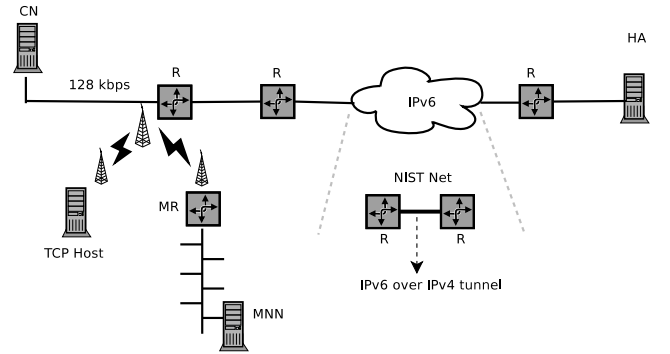 CN
HA
128 kbps
R
R
IPv6
R
NIST Net
MR
R
R
TCP Host
IPv6 over IPv4 tunnel
MNN